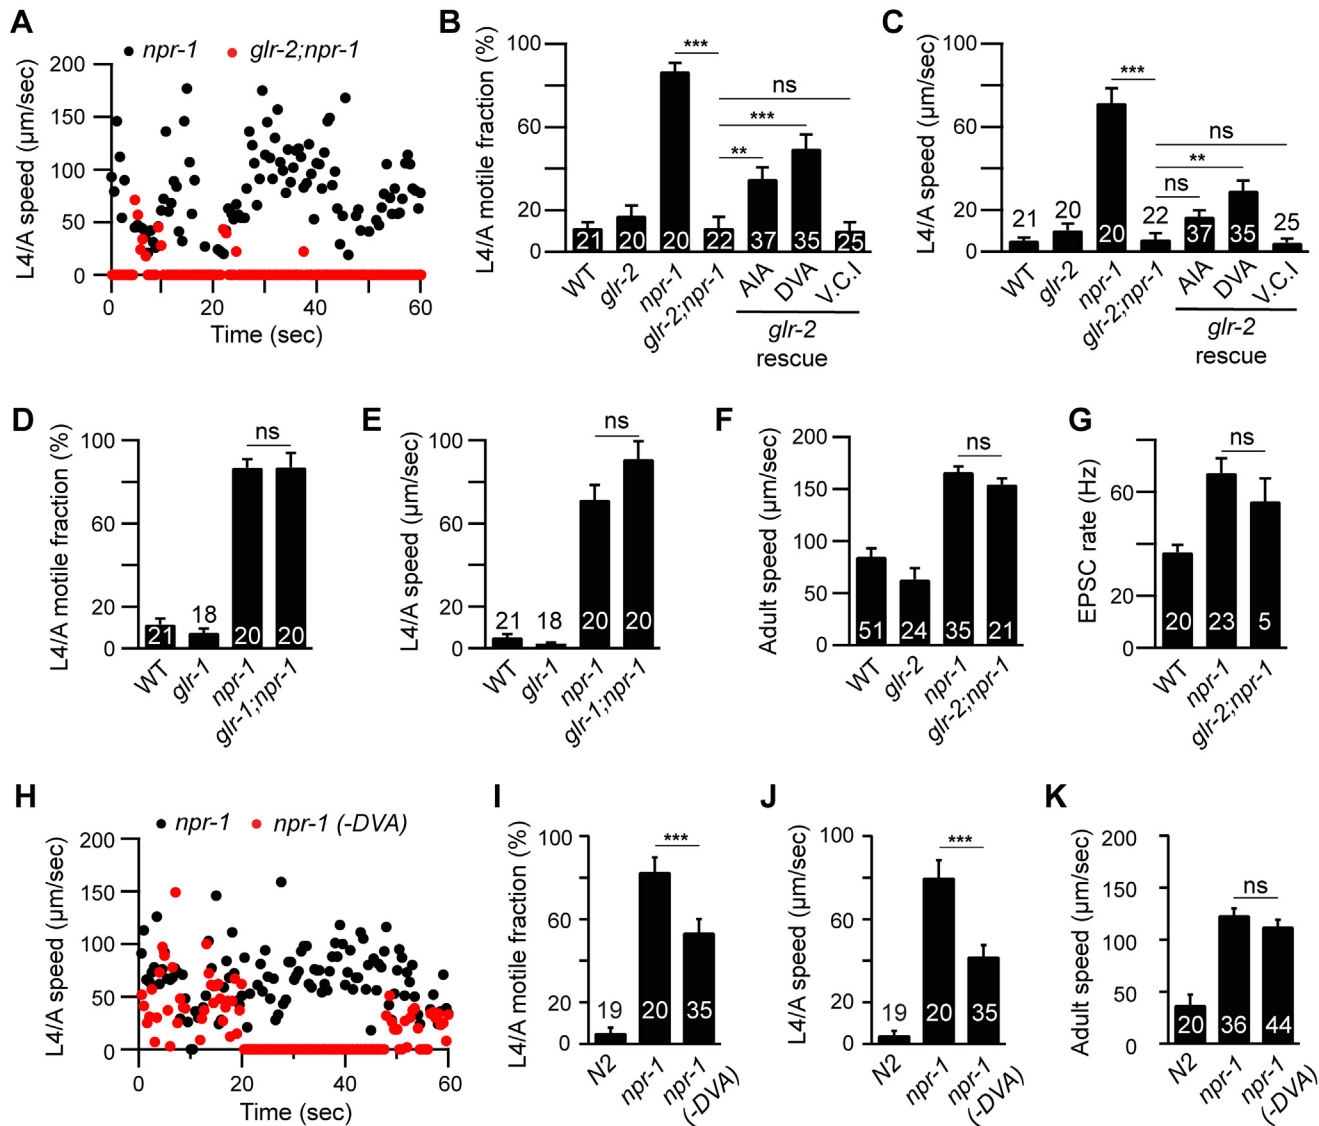 A
npr-1 glr-2;npr-1
L4/A speed (µm/sec)
200
150
100
50
0
0 20 40 60
Time (sec)
B
L4/A motile fraction (%)
100
60
20
0
***
ns
***
**
21 20 20 22 37 35 25
WT glr-2 npr-1 glr-2;npr-1 AIA DVA V.C.I
glr-2
rescue
C
L4/A speed (µm/sec)
100
60
20
0
***
ns
**
ns
21 20 20 22 37 35 25
WT glr-2 npr-1 glr-2;npr-1 AIA DVA V.C.I
glr-2
rescue
D
L4/A motile fraction (%)
100
60
20
0
ns
21 18 20 20
WT glr-1 npr-1 glr-1;npr-1
E
L4/A speed (µm/sec)
100
60
20
0
ns
21 18 20 20
WT glr-1 npr-1 glr-1;npr-1
F
Adult speed (µm/sec)
200
150
100
50
0
ns
51 24 35 21
WT glr-2 npr-1 glr-2;npr-1
G
EPSC rate (Hz)
60
20
0
ns
20 23 5
WT npr-1 glr-2;npr-1
H
npr-1 npr-1 (-DVA)
L4/A speed (µm/sec)
200
150
100
50
0
0 20 40 60
Time (sec)
I
L4/A motile fraction (%)
100
60
20
0
***
19 20 35
N2 npr-1 npr-1
(-DVA)
J
L4/A speed (µm/sec)
100
60
20
0
***
19 20 35
N2 npr-1 npr-1
(-DVA)
K
Adult speed (µm/sec)
200
150
100
50
0
ns
20 36 44
N2 npr-1 npr-1
(-DVA)